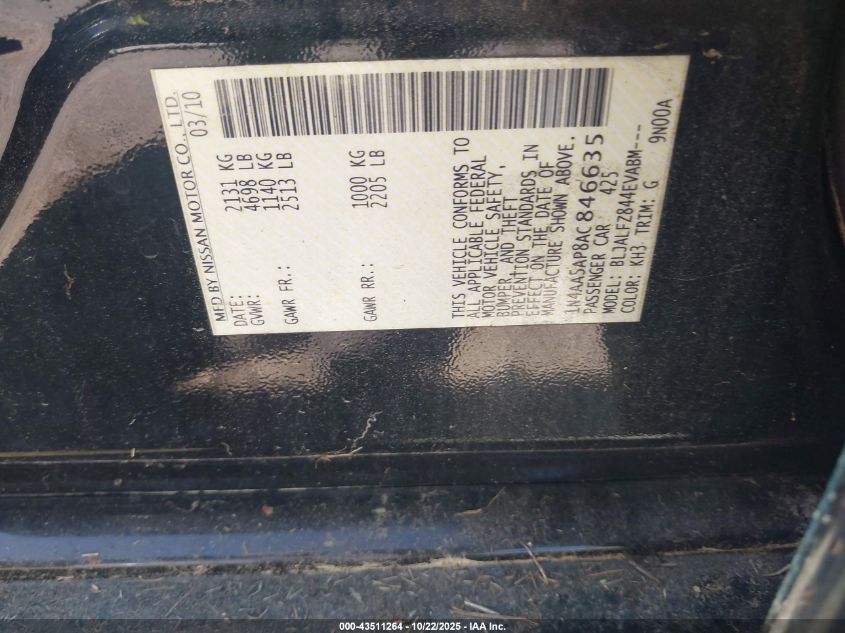 MFD BY NISSAN MOTOR CO., LTD.
DATE: 03/10
GVWR: 2131 KG
4698 LB
GAWR FR.: 1140 KG
2513 LB
GAWR RR.: 1000 KG
2205 LB
THIS VEHICLE CONFORMS TO
ALL APPLICABLE FEDERAL
MOTOR VEHICLE SAFETY,
BUMPER, AND THEFT
PREVENTION STANDARDS IN
EFFECT ON THE DATE OF
MANUFACTURE SHOWN ABOVE.
1N4AA5AP8AC846635
PASSENGER CAR 425
MODEL: BLJALFZ844EVABM---
COLOR: KH3 TRIM: G 9N00A
000-43511264 - 10/22/2025 - IAA Inc.